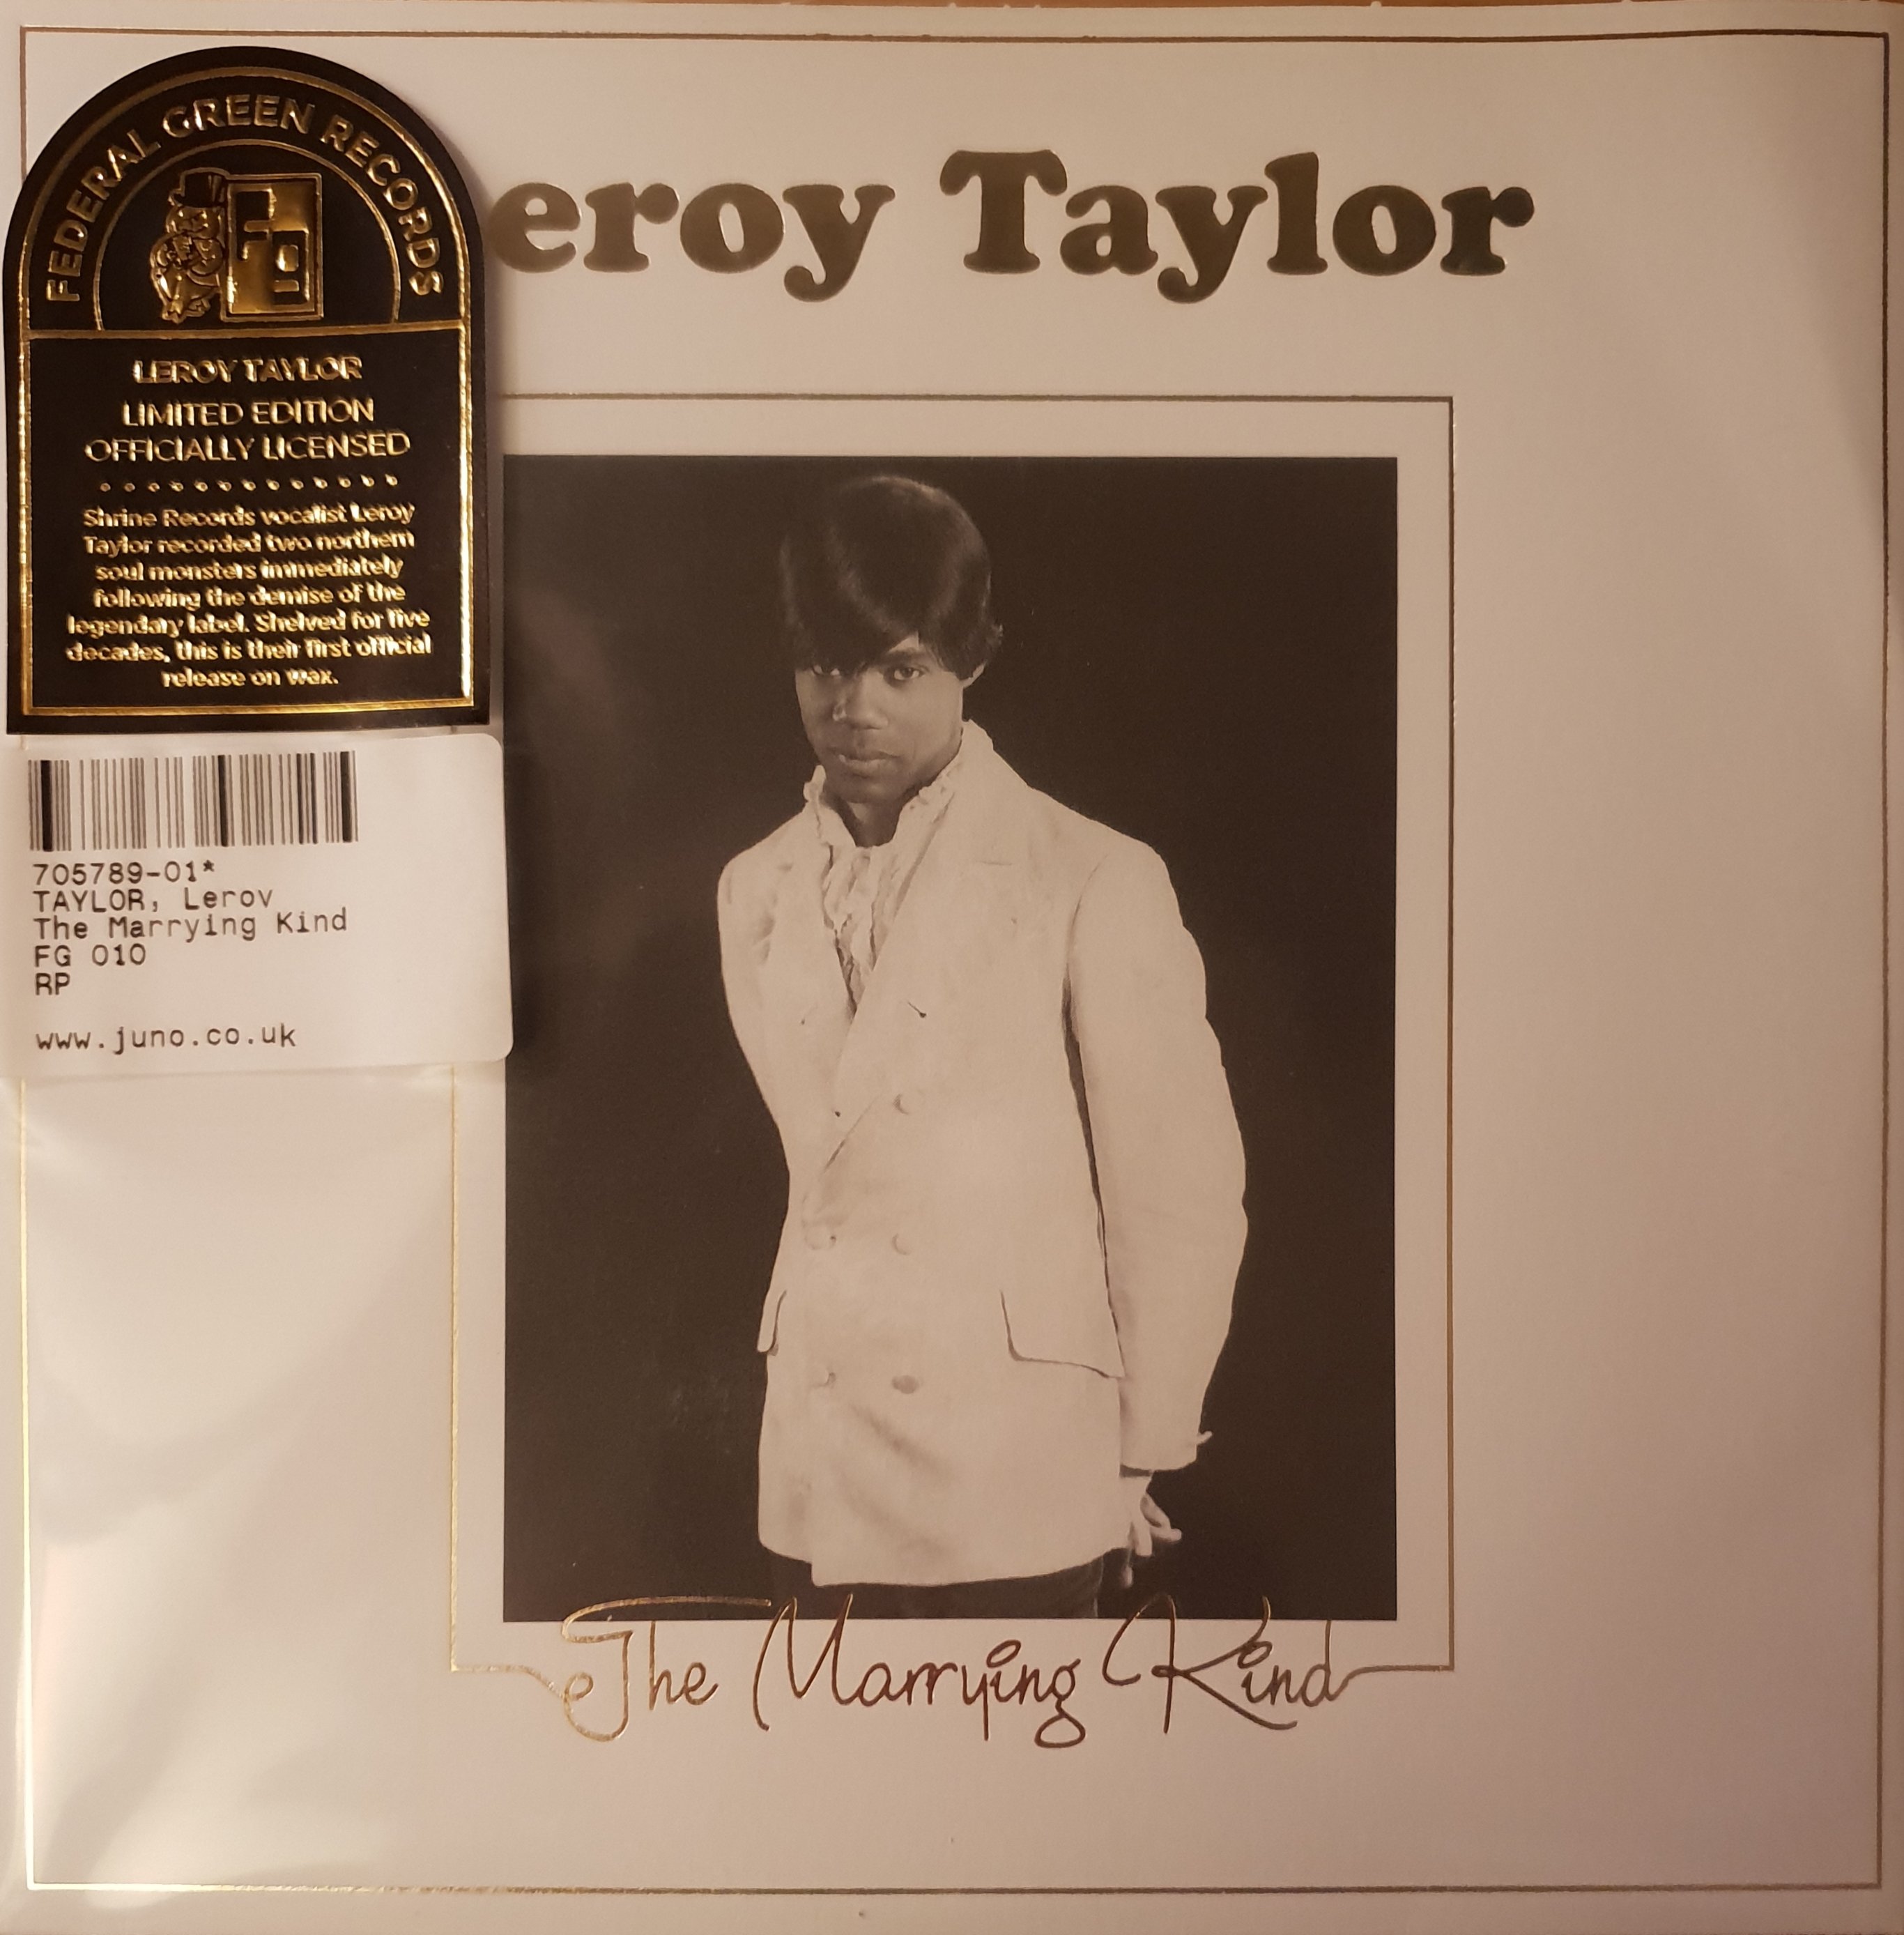 FEDERAL GREEN RECORDS
FG
eroy Taylor
LEROY TAYLOR
LIMITED EDITION
OFFICIALLY LICENSED
Shrine Records vocalist Leroy
Taylor recorded two northern
soul monsters immediately
following the demise of the
legendary label. Shelved for five
decades, this is their first official
release on wax.
705789-01*
TAYLOR, Leroy
The Marrying Kind
FG 010
RP
www.juno.co.uk
The Marrying Kind